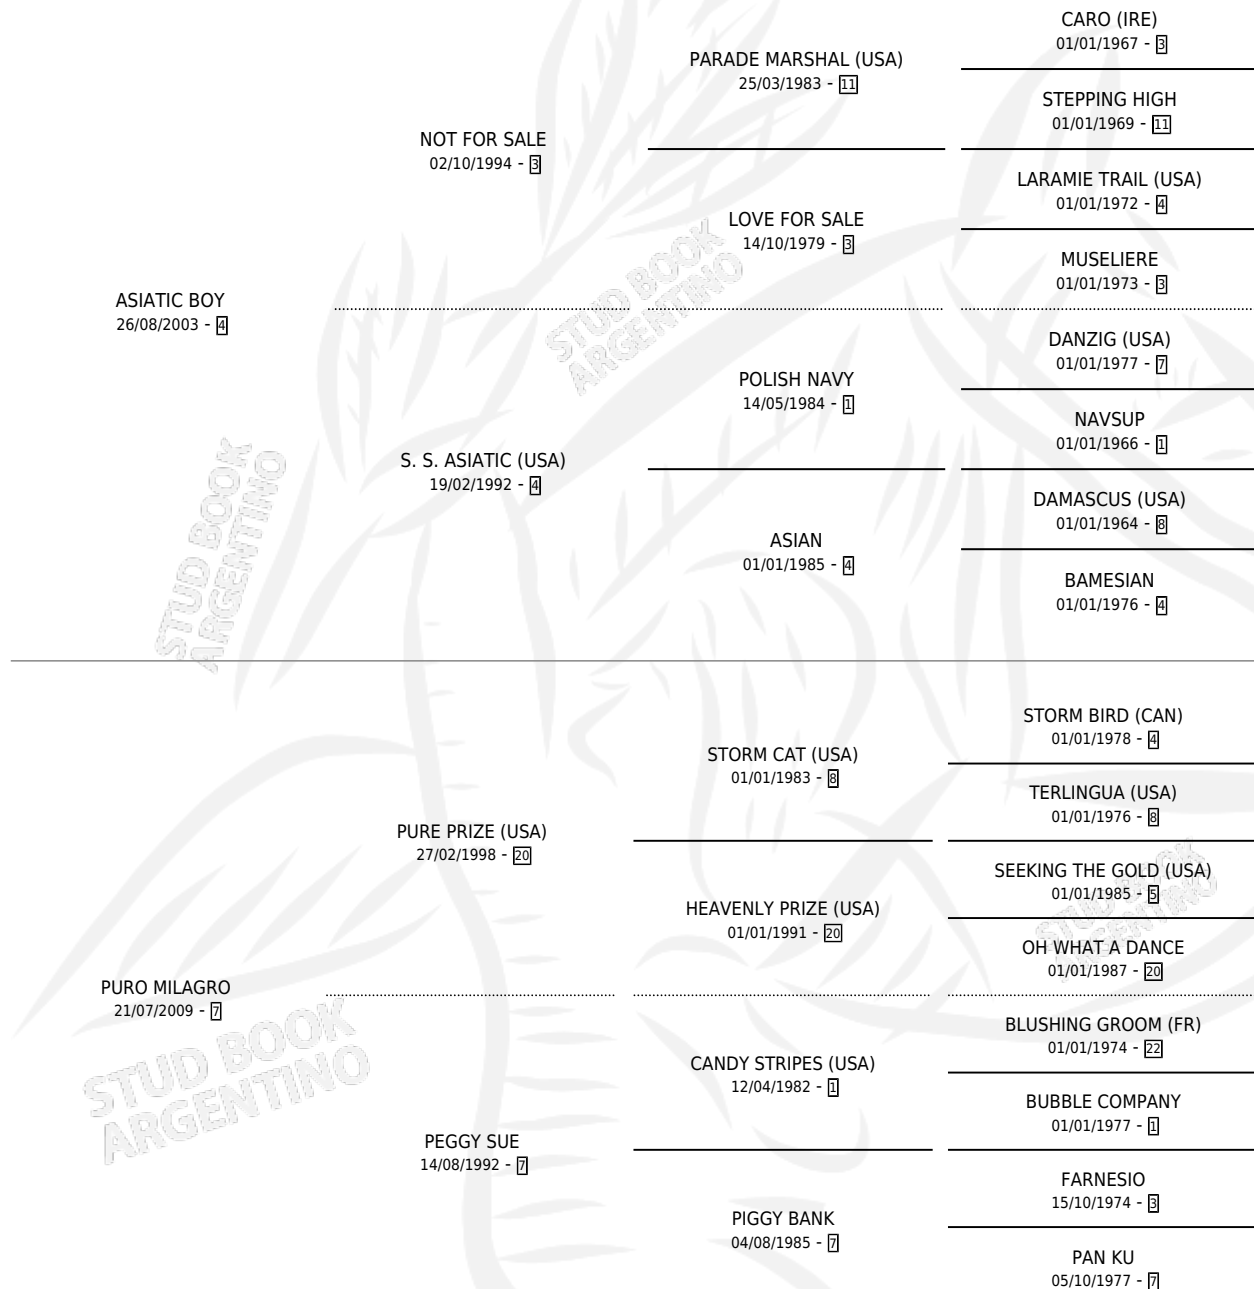 CARO (IRE)
01/01/1967 - 3
PARADE MARSHAL (USA)
25/03/1983 - 11
STEPPING HIGH
01/01/1969 - 11
NOT FOR SALE
02/10/1994 - 3
LARAMIE TRAIL (USA)
01/01/1972 - 4
LOVE FOR SALE
14/10/1979 - 3
MUSELIERE
01/01/1973 - 3
ASIATIC BOY
26/08/2003 - 4
STUD BOOK
ARGENTINO
DANZIG (USA)
01/01/1977 - 7
POLISH NAVY
14/05/1984 - 1
NAVSUP
01/01/1966 - 1
S. S. ASIATIC (USA)
19/02/1992 - 4
DAMASCUS (USA)
01/01/1964 - 8
ASIAN
01/01/1985 - 4
BAMESIAN
01/01/1976 - 4
STUD BOOK
ARGENTINO
STORM BIRD (CAN)
01/01/1978 - 4
STORM CAT (USA)
01/01/1983 - 8
TERLINGUA (USA)
01/01/1976 - 8
PURE PRIZE (USA)
27/02/1998 - 20
SEEKING THE GOLD (USA)
01/01/1985 - 5
HEAVENLY PRIZE (USA)
01/01/1991 - 20
OH WHAT A DANCE
01/01/1987 - 20
STUD BOOK
ARGENTINO
PURO MILAGRO
21/07/2009 - 7
BLUSHING GROOM (FR)
01/01/1974 - 22
CANDY STRIPES (USA)
12/04/1982 - 1
BUBBLE COMPANY
01/01/1977 - 1
STUD BOOK
ARGENTINO
PEGGY SUE
14/08/1992 - 7
FARNESIO
15/10/1974 - 3
PIGGY BANK
04/08/1985 - 7
PAN KU
05/10/1977 - 7